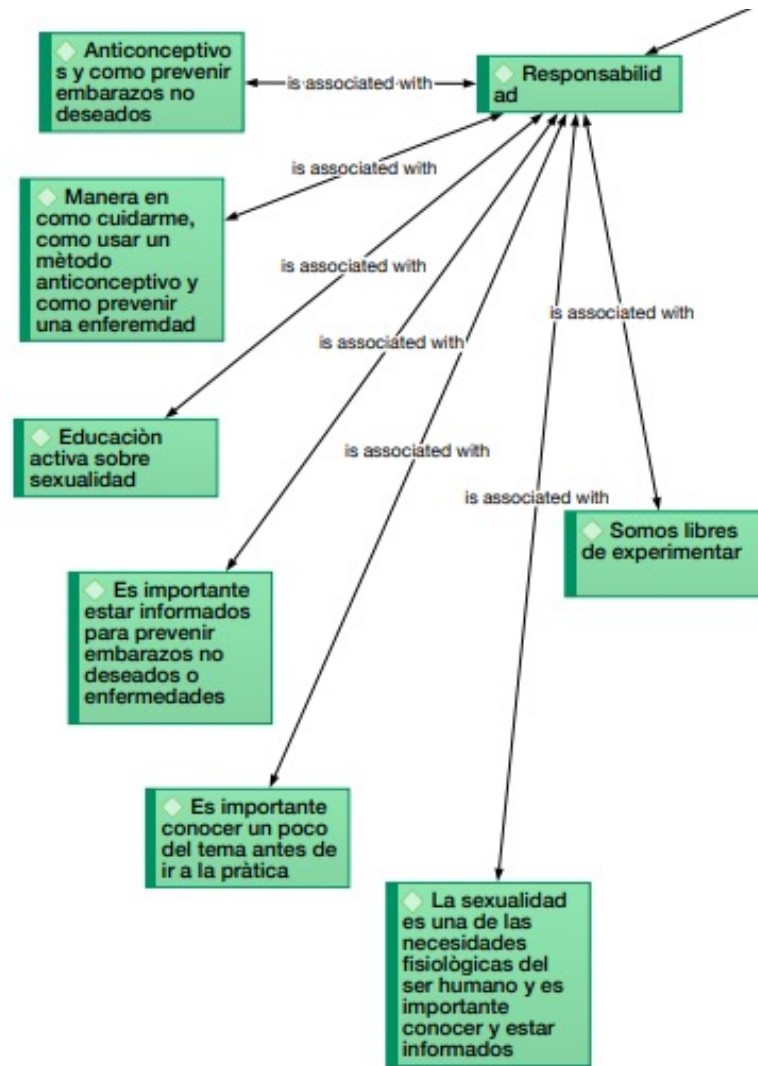 Anticonceptivo
s y como prevenir
embarazos no
deseados
is associated with
Responsabilid
ad
is associated with
Manera en
como cuidarme,
como usar un
mètodo
anticonceptivo y
como prevenir
una enferemdad
is associated with
is associated with
is associated with
Educaciòn
activa sobre
sexualidad
is associated with
is associated with
Somos libres
de experimentar
Es importante
estar informados
para prevenir
embarazos no
deseados o
enfermedades
Es importante
conocer un poco
del tema antes de
ir a la pràtica
La sexualidad
es una de las
necesidades
fisiològicas del
ser humano y es
importante
conocer y estar
informados